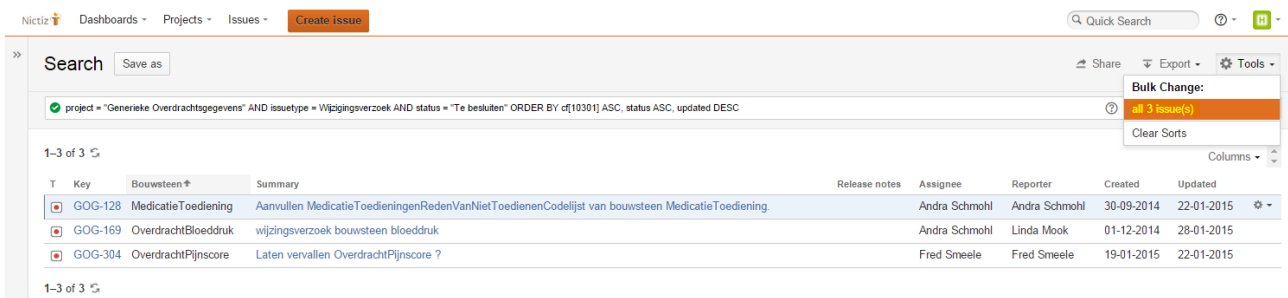 Nictiz Dashboards Projects Issues Create issue Quick Search H
Search Save as Share Export Tools
Bulk Change:
project = "Generieke Overdrachtsgegevens" AND issuetype = Wijzigingsverzoek AND status = "Te besluiten" ORDER BY cf[10301] ASC, status ASC, updated DESC all 3 issue(s)
Clear Sorts
1–3 of 3 Columns
T Key Bouwsteen Summary Release notes Assignee Reporter Created Updated
GOG-128 MedicatieToediening Aanvullen MedicatieToedieningenRedenVanNietToedienenCodelijst van bouwsteen MedicatieToediening. Andra Schmohl Andra Schmohl 30-09-2014 22-01-2015
GOG-169 OverdrachtBloeddruk wijzingsverzoek bouwsteen bloeddruk Andra Schmohl Linda Mook 01-12-2014 28-01-2015
GOG-304 OverdrachtPijnscore Laten vervallen OverdrachtPijnscore ? Fred Smeele Fred Smeele 19-01-2015 22-01-2015
1–3 of 3